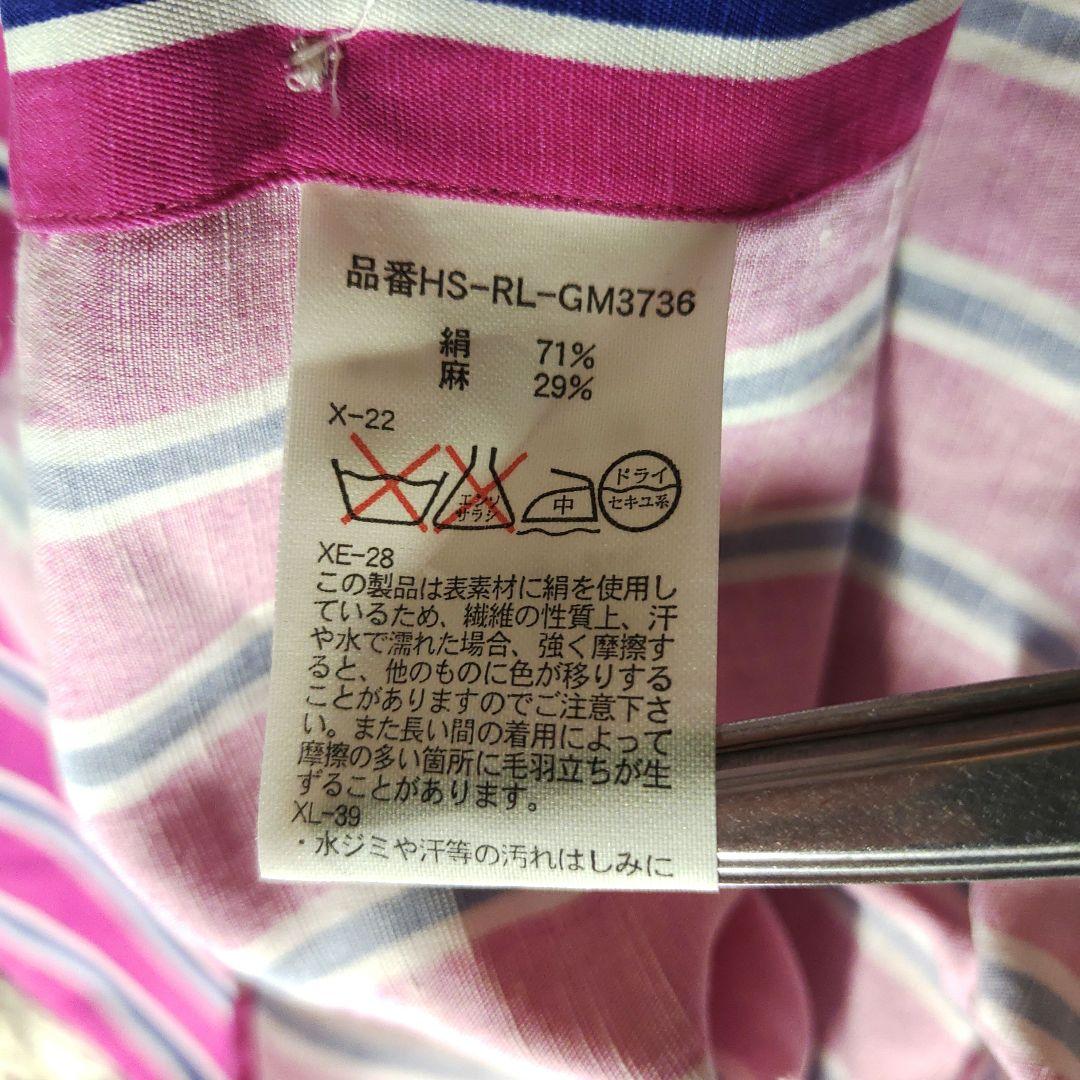 品番HS-RL-GM3736
絹 71%
麻 29%
X-22
エンソ
サラシ
中
ドライ
セキユ系
XE-28
この製品は表素材に絹を使用し
ているため、繊維の性質上、汗
や水で濡れた場合、強く摩擦す
ると、他のものに色が移りする
ことがありますのでご注意下さ
い。また長い間の着用によって
摩擦の多い箇所に毛羽立ちが生
ずることがあります。
XL-39
・水ジミや汗等の汚れはしみに